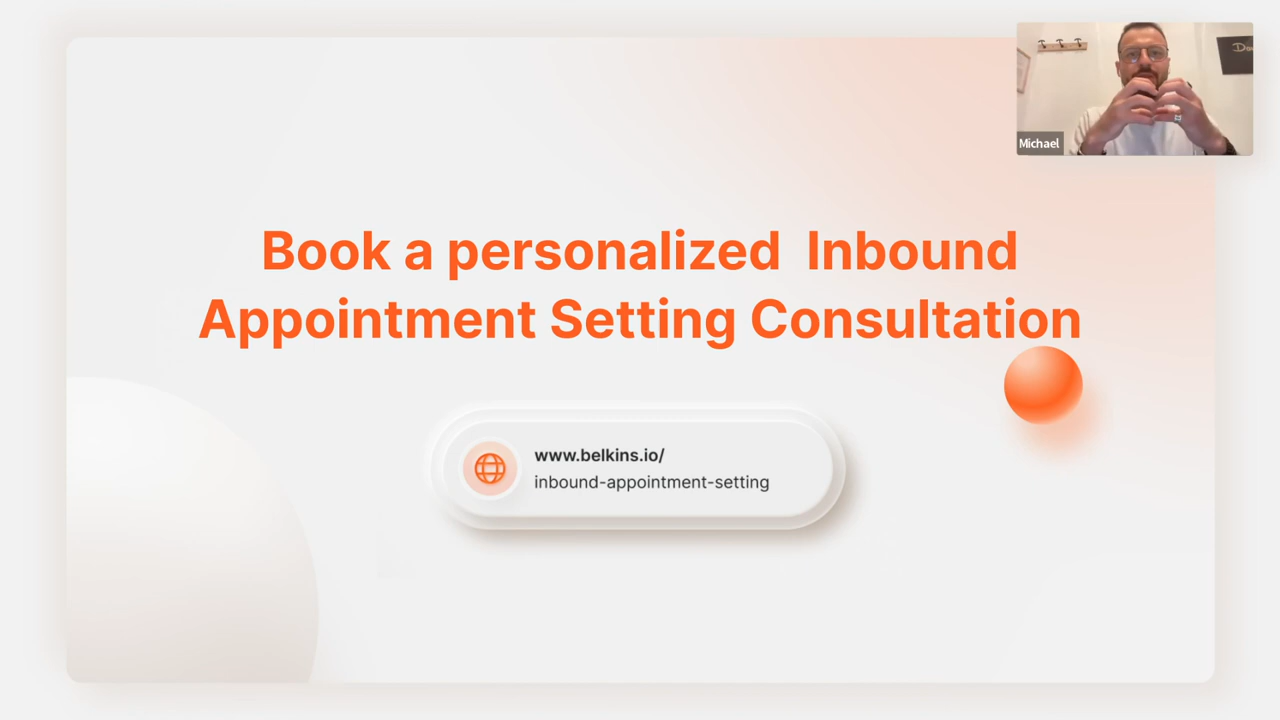 Book a personalized  Inbound
Appointment Setting Consultation
www.belkins.io/
inbound-appointment-setting
Michael